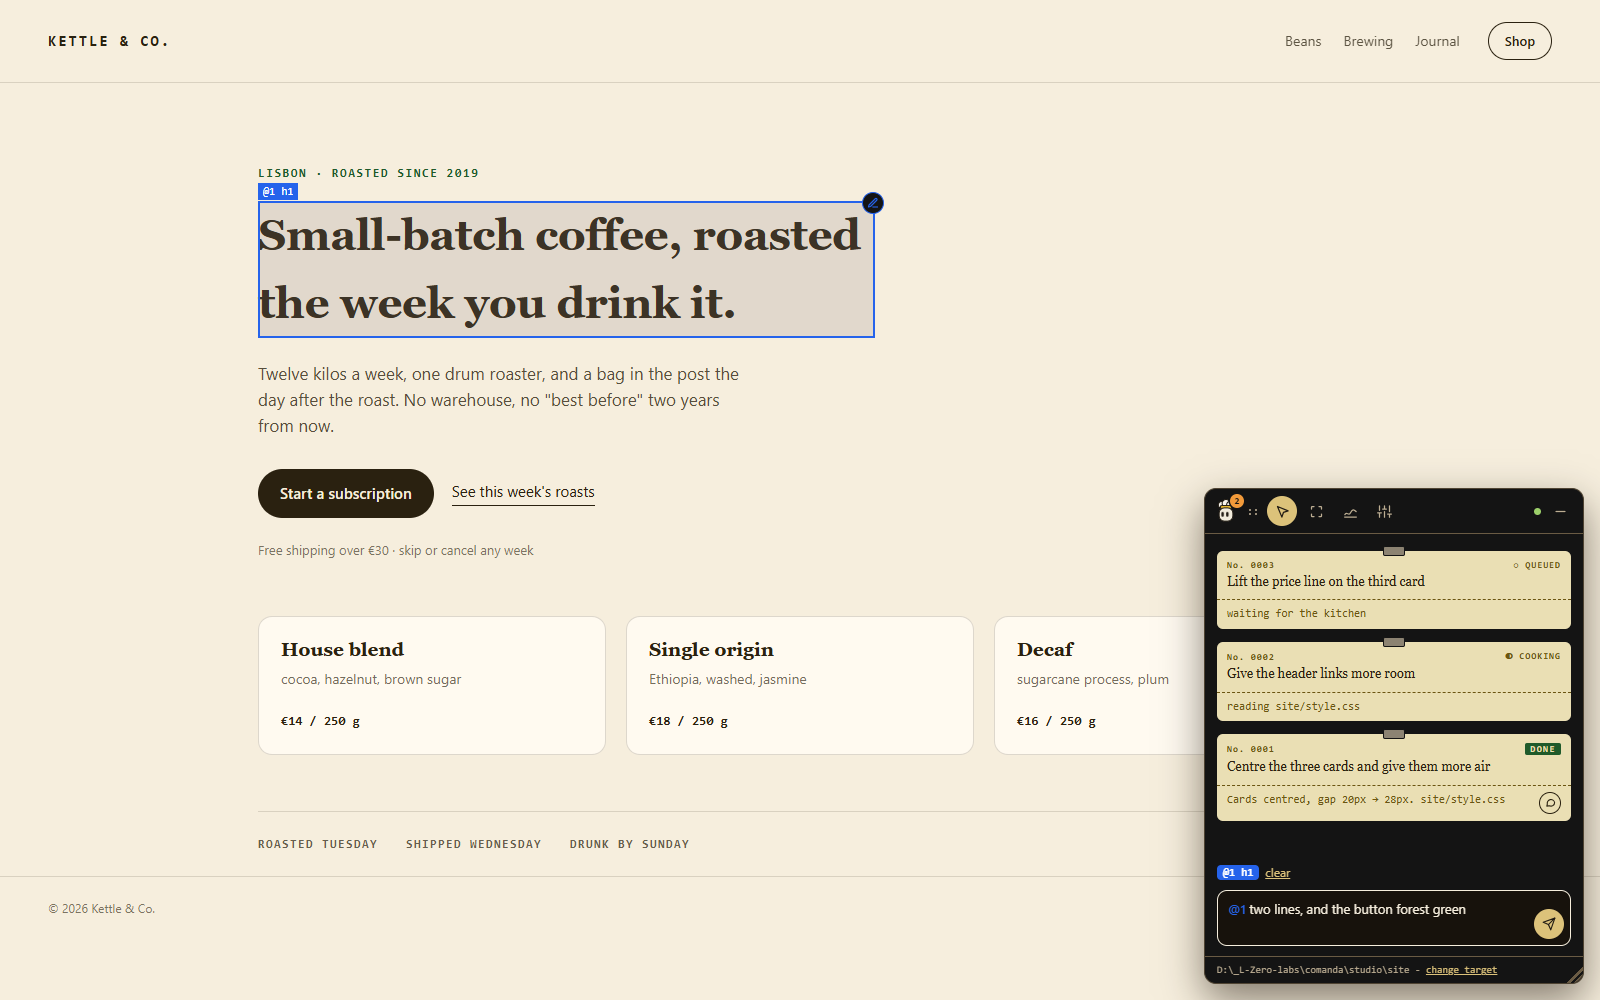 KETTLE & CO.
Beans
Brewing
Journal
Shop
LISBON · ROASTED SINCE 2019
@1 h1
Small-batch coffee, roasted
the week you drink it.
Twelve kilos a week, one drum roaster, and a bag in the post the
day after the roast. No warehouse, no "best before" two years
from now.
Start a subscription
See this week's roasts
Free shipping over €30 · skip or cancel any week
House blend
cocoa, hazelnut, brown sugar
€14 / 250 g
Single origin
Ethiopia, washed, jasmine
€18 / 250 g
Decaf
sugarcane process, plum
€16 / 250 g
ROASTED TUESDAY
SHIPPED WEDNESDAY
DRUNK BY SUNDAY
© 2026 Kettle & Co.
2
No. 0003
QUEUED
Lift the price line on the third card
waiting for the kitchen
No. 0002
COOKING
Give the header links more room
reading site/style.css
No. 0001
DONE
Centre the three cards and give them more air
Cards centred, gap 20px → 28px. site/style.css
@1 h1
clear
@1 two lines, and the button forest green
D:\_L-Zero-labs\comanda\studio\site - change target